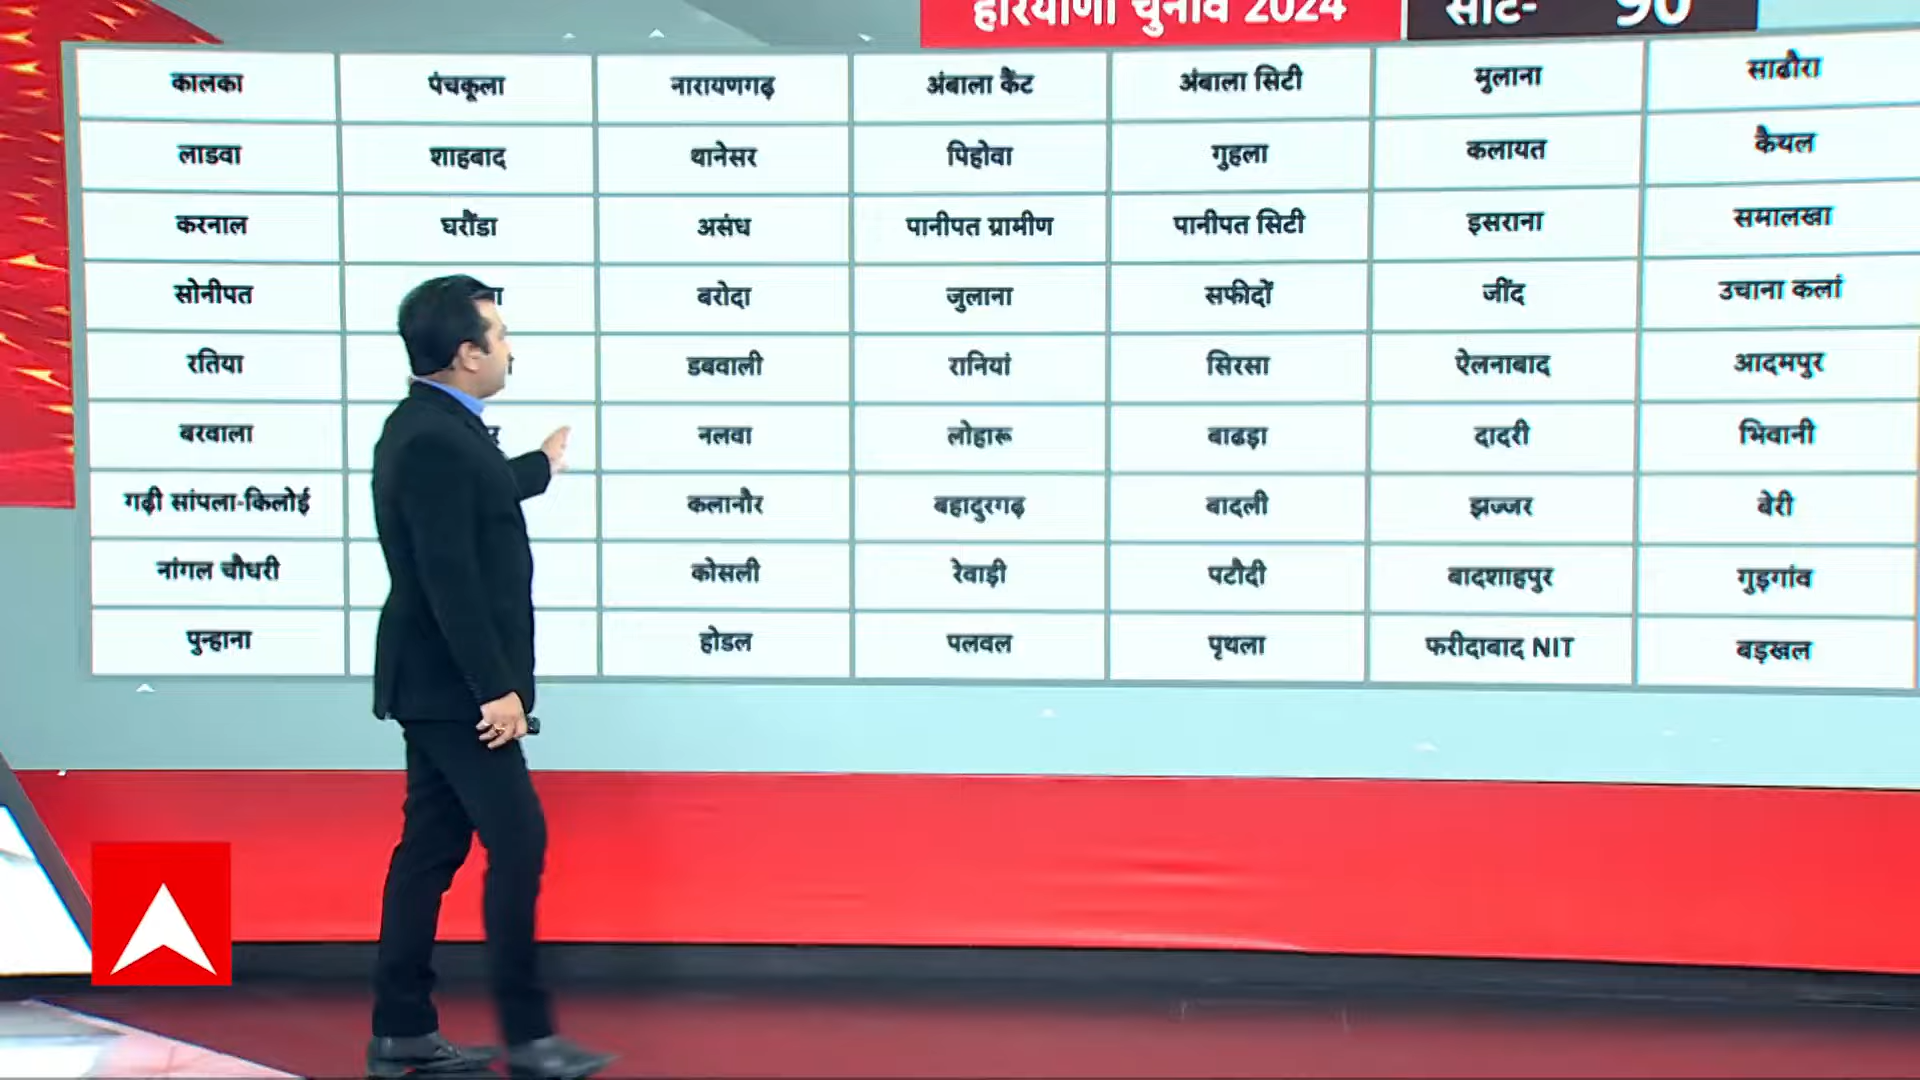 हरियाणा चुनाव 2024 सीट- 90
कालका पंचकूला नारायणगढ़ अंबाला कैंट अंबाला सिटी मुलाना साढौरा
लाडवा शाहबाद थानेसर पिहोवा गुहला कलायत कैथल
करनाल घरौंडा असंध पानीपत ग्रामीण पानीपत सिटी इसराना समालखा
सोनीपत बरोदा जुलाना सफीदों जींद उचाना कलां
रतिया डबवाली रानियां सिरसा ऐलनाबाद आदमपुर
बरवाला नलवा लोहारू बाढड़ा दादरी भिवानी
गढ़ी सांपला-किलोई कलानौर बहादुरगढ़ बादली झज्जर बेरी
नांगल चौधरी कोसली रेवाड़ी पटौदी बादशाहपुर गुड़गांव
पुन्हाना होडल पलवल पृथला फरीदाबाद NIT बड़खल